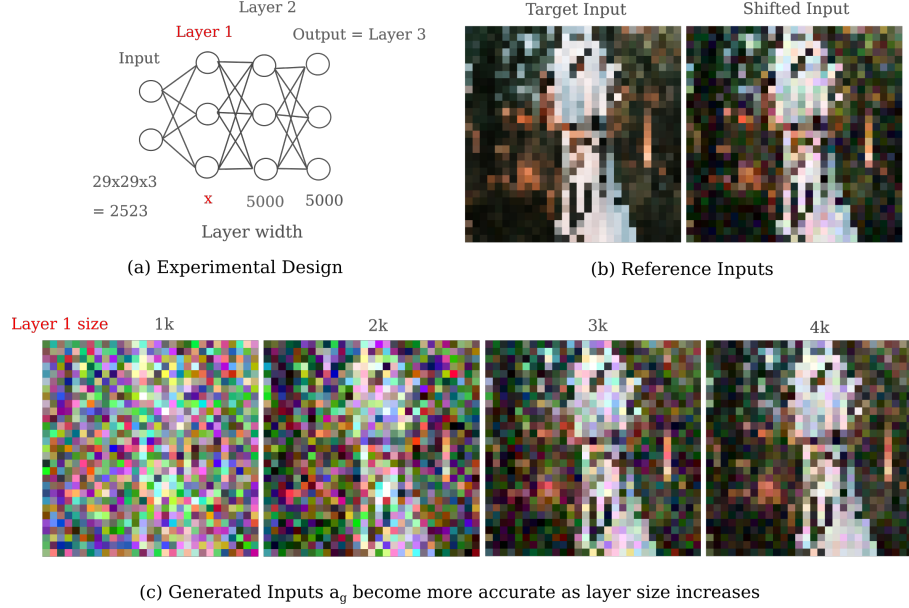 Layer 2
Layer 1
Output = Layer 3
Input
29x29x3
= 2523
x
5000
5000
Layer width
(a) Experimental Design
Target Input
Shifted Input
(b) Reference Inputs
Layer 1 size
1k
2k
3k
4k
(c) Generated Inputs ag become more accurate as layer size increases